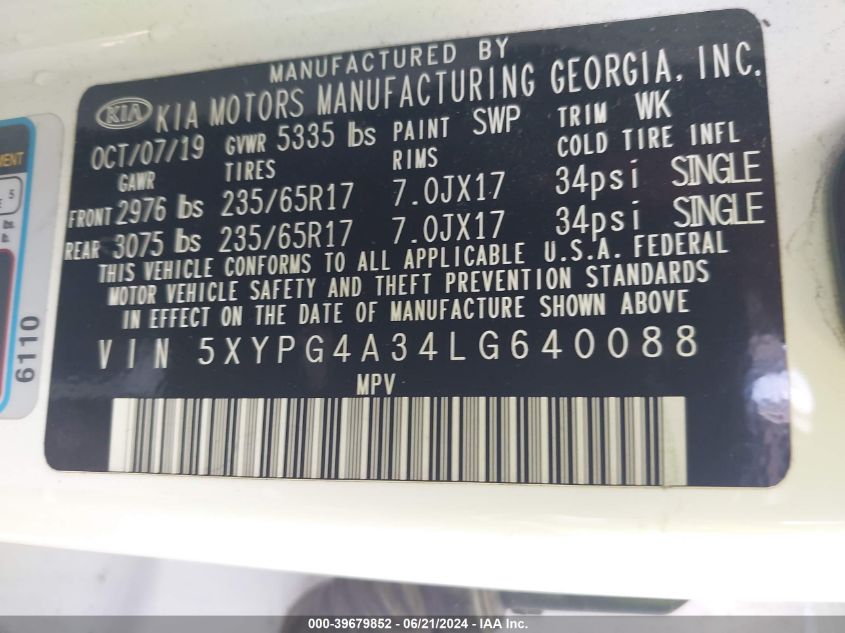 MANUFACTURED BY
KIA KIA MOTORS MANUFACTURING GEORGIA, INC.
OCT/07/19 GVWR 5335 lbs PAINT SWP TRIM WK
GAWR TIRES RIMS COLD TIRE INFL
FRONT 2976 lbs 235/65R17 7.0JX17 34psi SINGLE
REAR 3075 lbs 235/65R17 7.0JX17 34psi SINGLE
THIS VEHICLE CONFORMS TO ALL APPLICABLE U.S.A. FEDERAL
MOTOR VEHICLE SAFETY AND THEFT PREVENTION STANDARDS
IN EFFECT ON THE DATE OF MANUFACTURE SHOWN ABOVE
VIN 5XYPG4A34LG640088
MPV
5
lbs.
6110
000-39679852 / 06/21/2024 - IAA Inc.